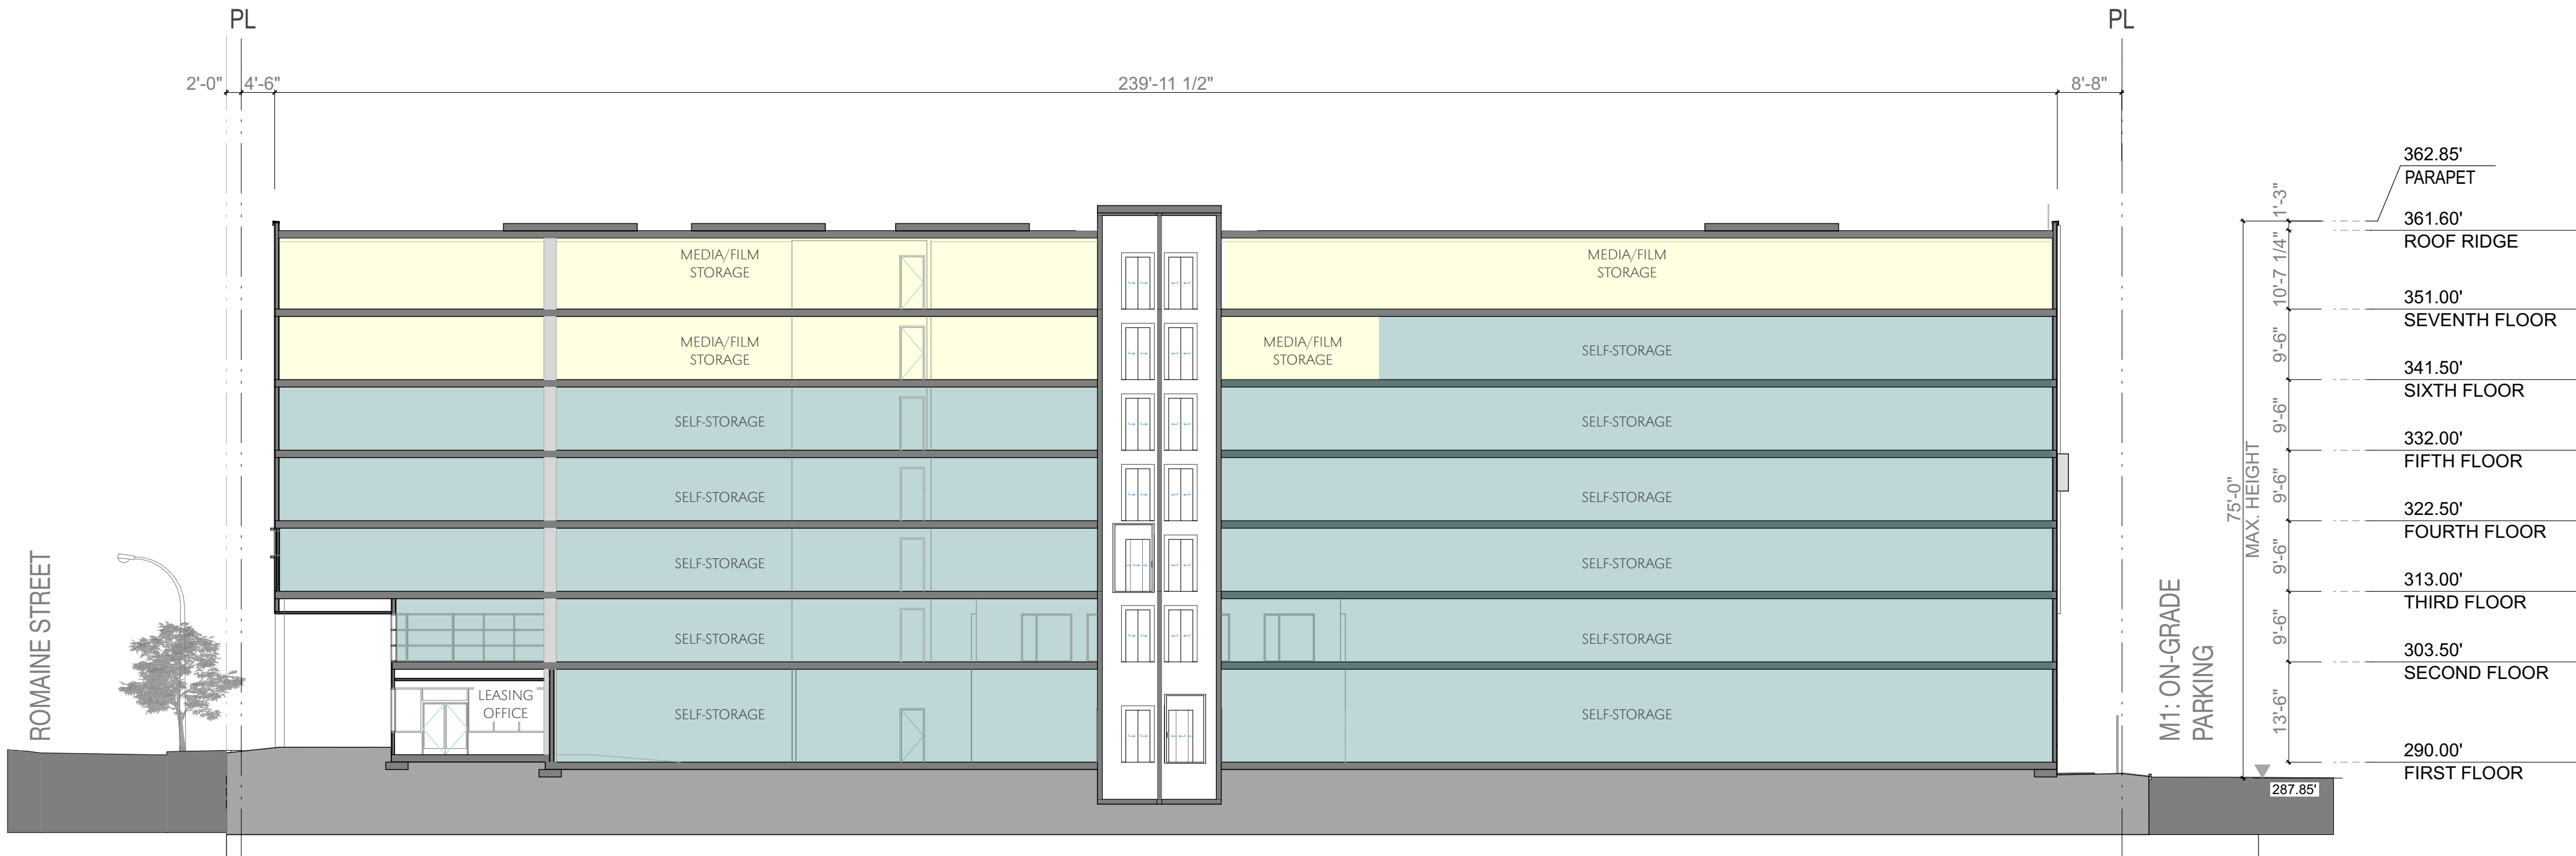 PL
PL
2'-0"
4'-6"
239'-11 1/2"
8'-8"
362.85'
PARAPET
1'-3"
361.60'
ROOF RIDGE
10'-7 1/4"
MEDIA/FILM
STORAGE
MEDIA/FILM
STORAGE
351.00'
SEVENTH FLOOR
9'-6"
MEDIA/FILM
STORAGE
MEDIA/FILM
STORAGE
SELF-STORAGE
341.50'
SIXTH FLOOR
9'-6"
SELF-STORAGE
SELF-STORAGE
332.00'
FIFTH FLOOR
9'-6"
SELF-STORAGE
SELF-STORAGE
75'-0"
MAX. HEIGHT
322.50'
FOURTH FLOOR
9'-6"
SELF-STORAGE
SELF-STORAGE
313.00'
THIRD FLOOR
9'-6"
SELF-STORAGE
SELF-STORAGE
303.50'
SECOND FLOOR
13'-6"
LEASING
OFFICE
SELF-STORAGE
SELF-STORAGE
290.00'
FIRST FLOOR
287.85'
ROMAINE STREET
M1: ON-GRADE
PARKING